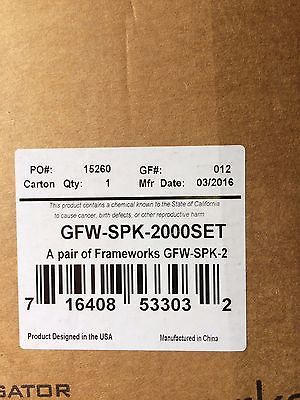 PO#: 15260 GF#: 012
Carton Qty: 1 Mfr Date: 03/2016
This product contains a chemical known to the State of California
to cause cancer, birth defects, or other reproductive harm
GFW-SPK-2000SET
A pair of Frameworks GFW-SPK-2
7 16408 53303 2
Product Designed in the USA Manufactured in China
GATOR